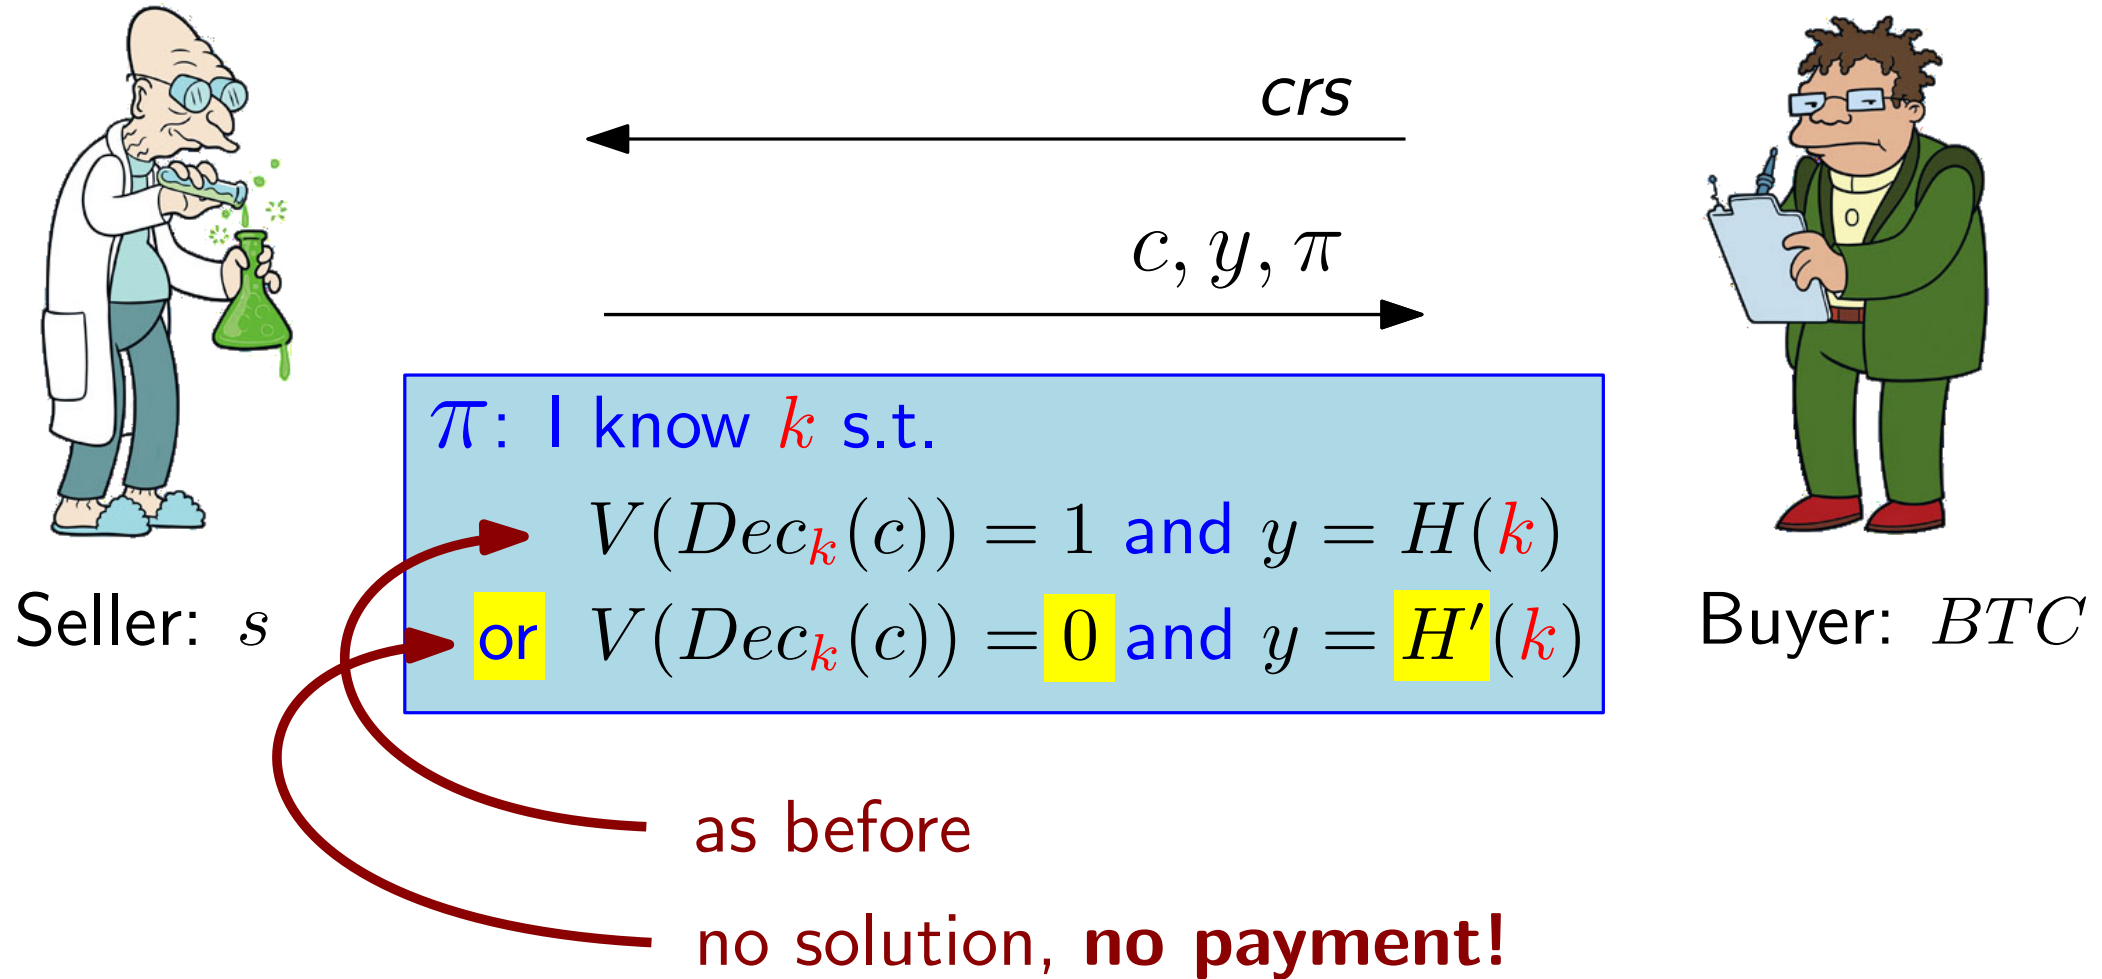 crs
c, y, π
π: I know k s.t.
V(Dec_k(c)) = 1 and y = H(k)
or V(Dec_k(c)) = 0 and y = H′(k)
Seller: s
Buyer: BTC
as before
no solution, no payment!